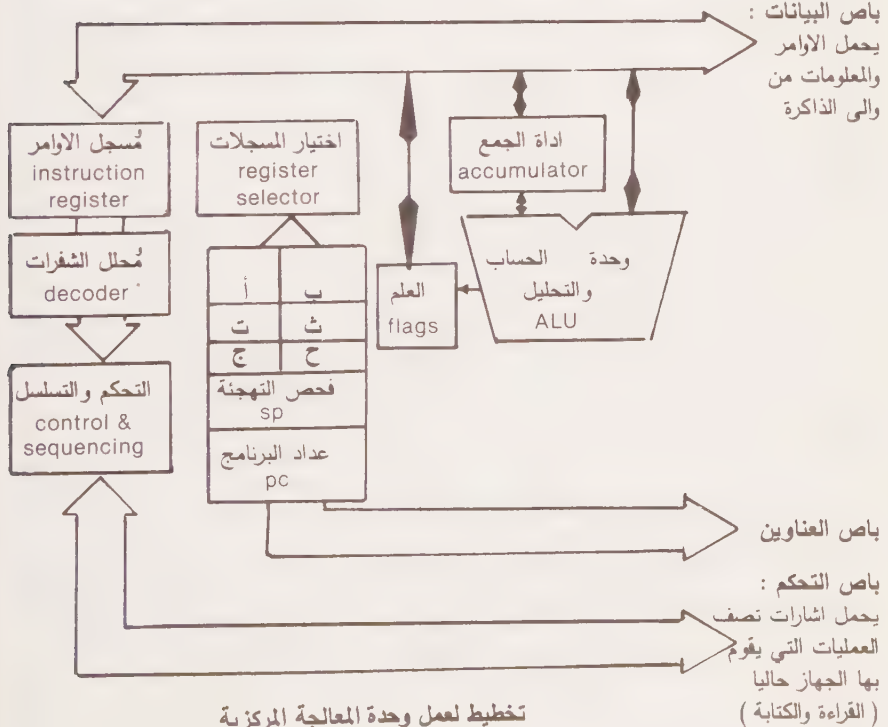 باص البيانات :
يحمل الاوامر
والمعلومات من
والى الذاكرة
مُسجل الاوامر
instruction
register
اختيار المسجلات
register
selector
اداة الجمع
accumulator
مُحلل الشفرات
decoder
وحدة الحساب
والتحليل
ALU
العلم
flags
أ ب
ت ث
ج ح
فحص التهجئة
sp
عداد البرنامج
pc
التحكم والتسلسل
control &
sequencing
باص العناوين
باص التحكم :
يحمل اشارات تصف
العمليات التي يقوم
بها الجهاز حاليا
( القراءة والكتابة )
تخطيط لعمل وحدة المعالجة المركزية